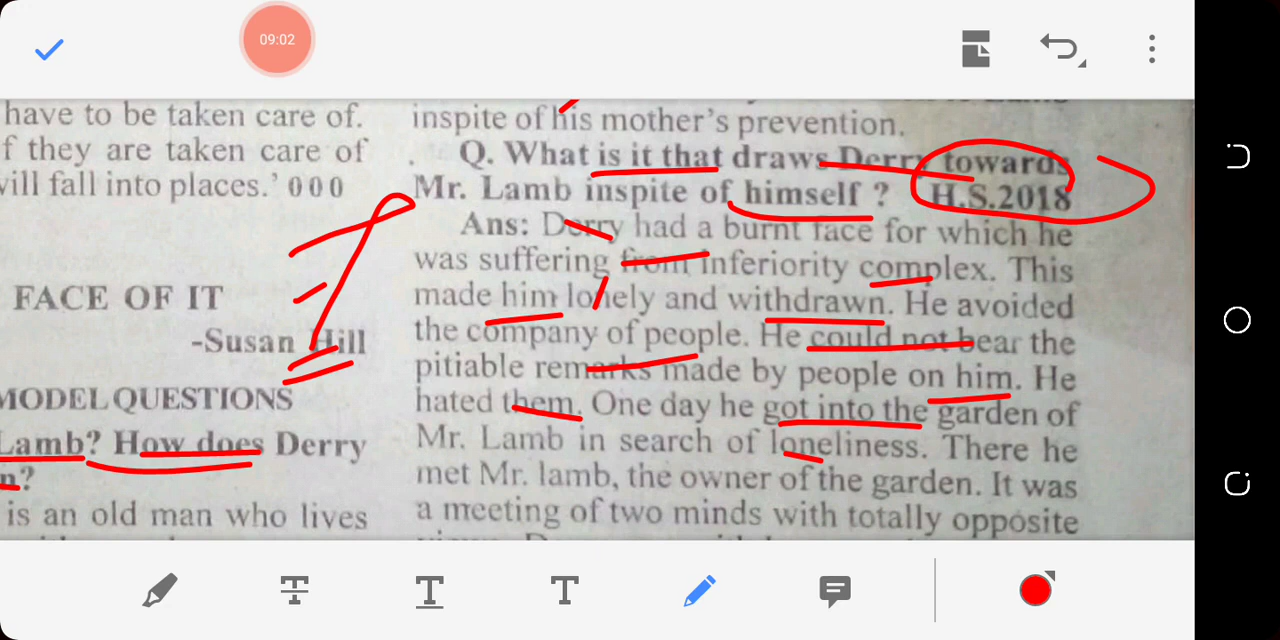 09:02
have to be taken care of.
f they are taken care of
will fall into places.' 0 0 0
FACE OF IT
-Susan Hill
MODEL QUESTIONS
Lamb? How does Derry
n?
is an old man who lives
inspite of his mother's prevention.
Q. What is it that draws Derry towards
Mr. Lamb inspite of himself ? H.S.2018
Ans: Derry had a burnt face for which he
was suffering from inferiority complex. This
made him lonely and withdrawn. He avoided
the company of people. He could not bear the
pitiable remarks made by people on him. He
hated them. One day he got into the garden of
Mr. Lamb in search of loneliness. There he
met Mr. lamb, the owner of the garden. It was
a meeting of two minds with totally opposite